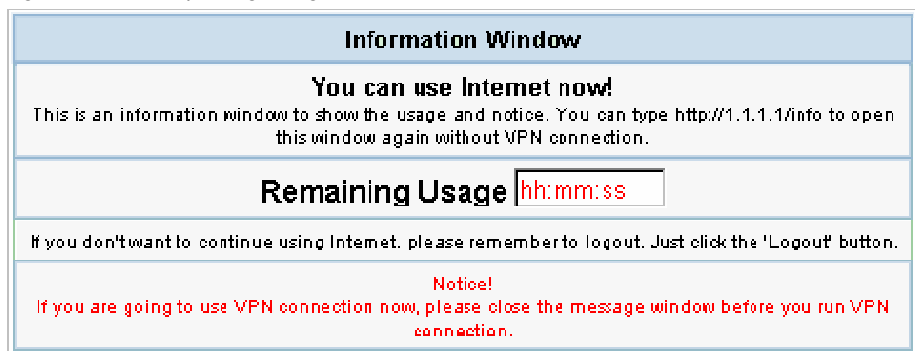 Information Window
You can use Internet now!
This is an information window to show the usage and notice. You can type http://1.1.1.1/info to open
this window again without VPN connection.
Remaining Usage hh:mm:ss
If you don't want to continue using Internet, please remember to logout. Just click the 'Logout' button.
Notice!
If you are going to use VPN connection now, please close the message window before you run VPN
connection.